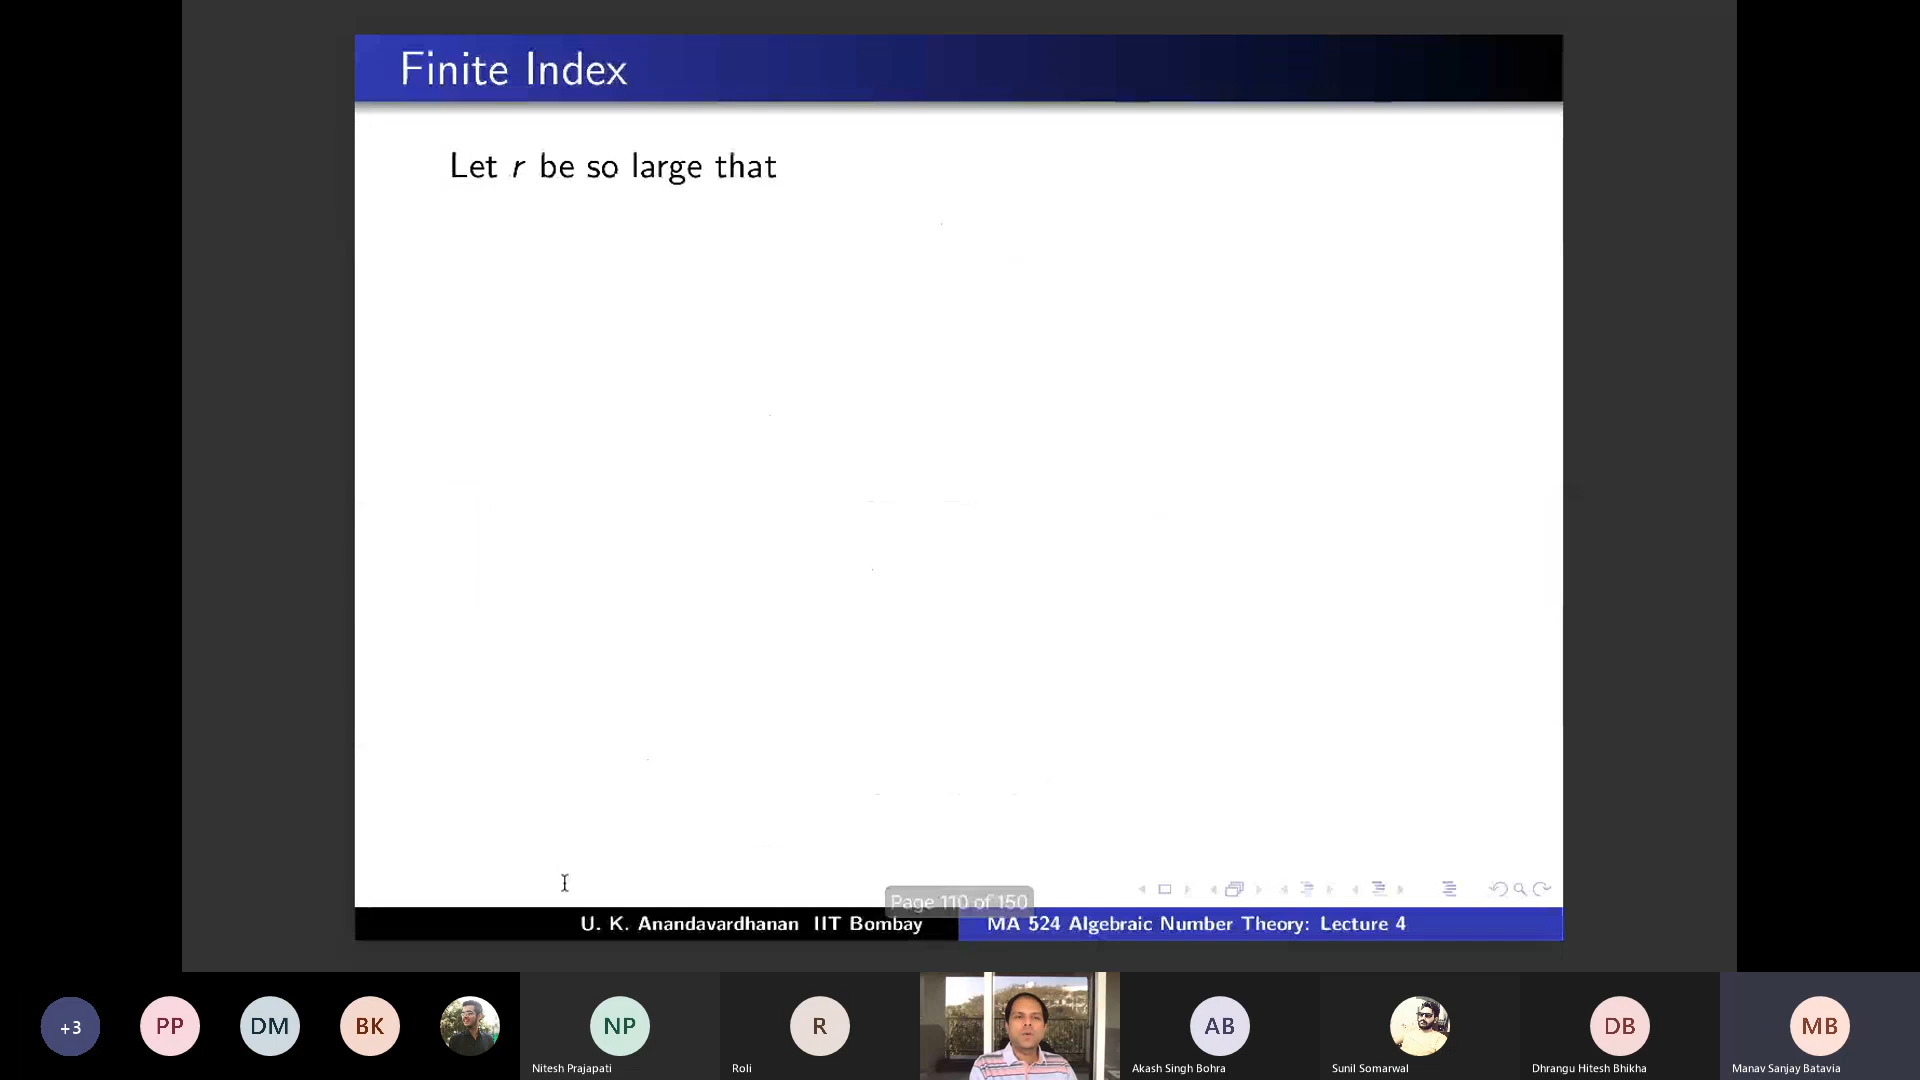 Finite Index
Let r be so large that
Page 110 of 150
U. K. Anandavardhanan IIT Bombay
MA 524 Algebraic Number Theory: Lecture 4
+3
PP
DM
BK
NP
R
AB
DB
MB
Nitesh Prajapati
Roli
Akash Singh Bohra
Sunil Somarwal
Dhrangu Hitesh Bhikha
Manav Sanjay Batavia